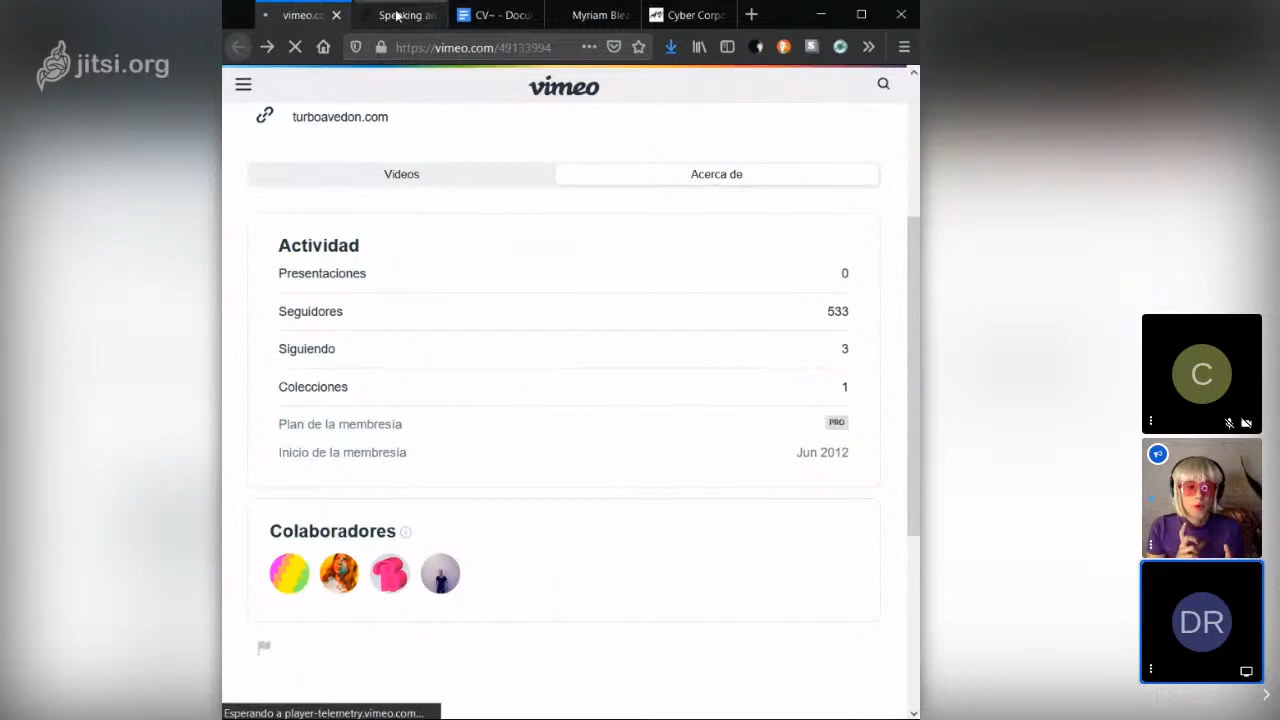 jitsi.org
vimeo.co
Speaking an
CV~ - Docu
Myriam Blea
Cyber Corpo
https://vimeo.com/49133994
vimeo
turboavedon.com
Videos
Acerca de
Actividad
Presentaciones
0
Seguidores
533
Siguiendo
3
Colecciones
1
Plan de la membresía
PRO
Inicio de la membresía
Jun 2012
Colaboradores
Esperando a player-telemetry.vimeo.com...
C
DR